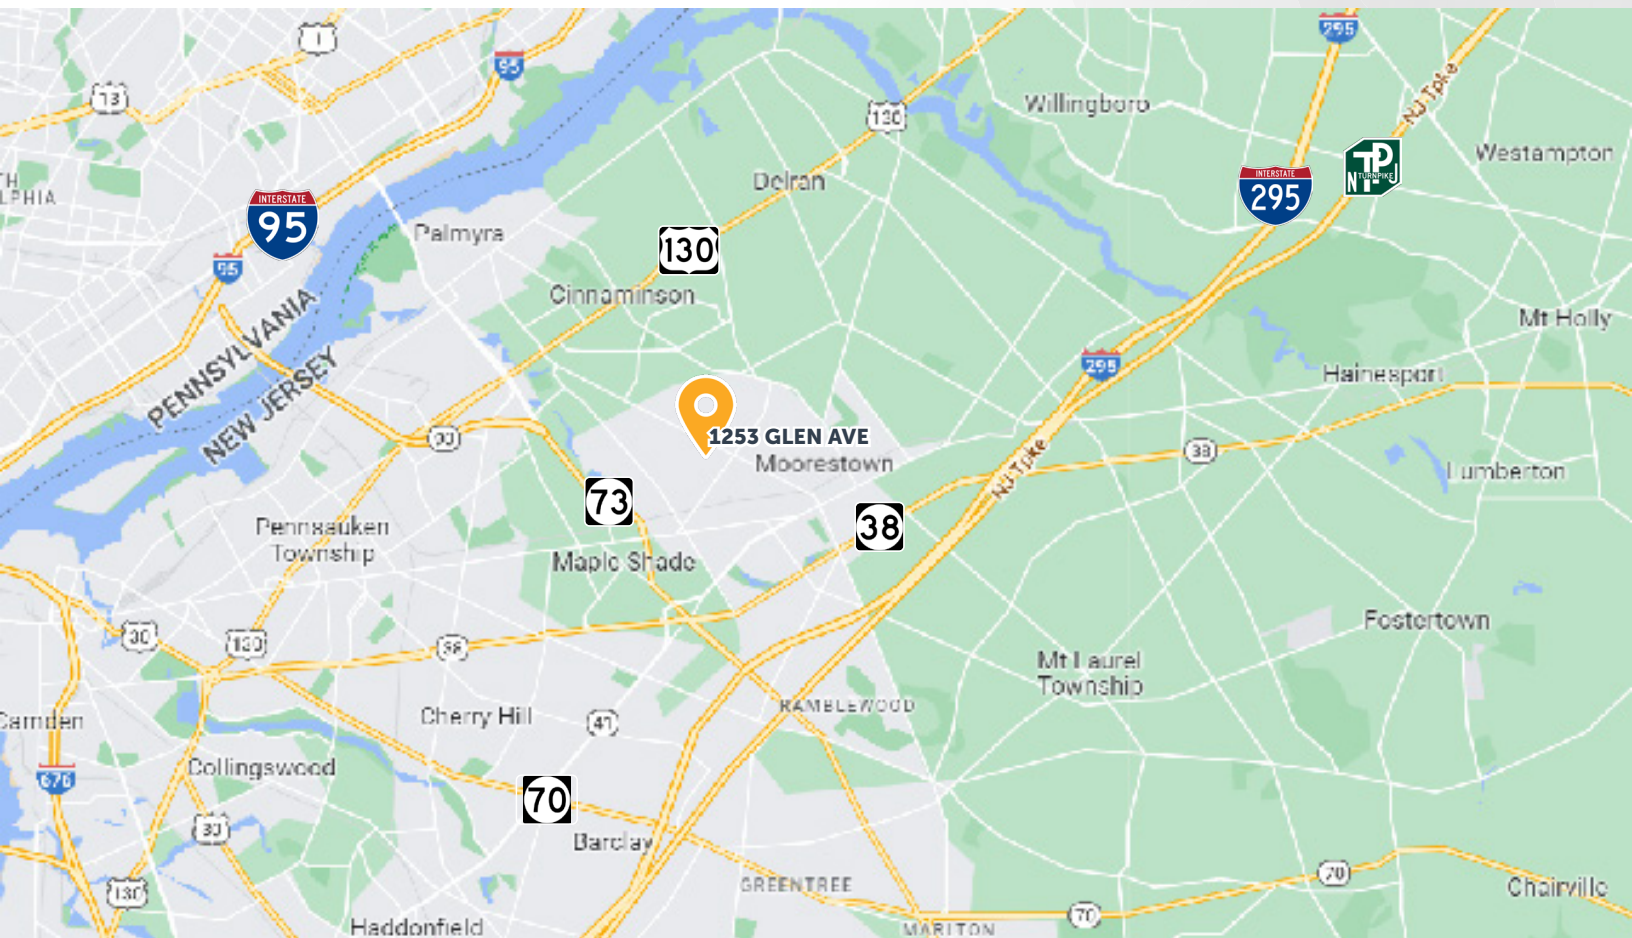 1
295
95
13
NJ Tpke
130
Willingboro
TP
NJ
TURNPIKE
Westampton
TH
LPHIA
Delran
INTERSTATE
295
INTERSTATE
95
Palmyra
130
95
Cinnaminson
PENNSYLVANIA
NEW JERSEY
Mt Holly
295
Hainesport
1253 GLEN AVE
90
Moorestown
38
NJ Tpke
Lumberton
73
38
Pennsauken
Township
Maple Shade
30
130
38
Fostertown
Mt Laurel
Township
Camden
Cherry Hill
41
RAMBLEWOOD
Collingswood
676
70
30
Barclay
70
130
GREENTREE
Chairville
70
Haddonfield
MARLTON